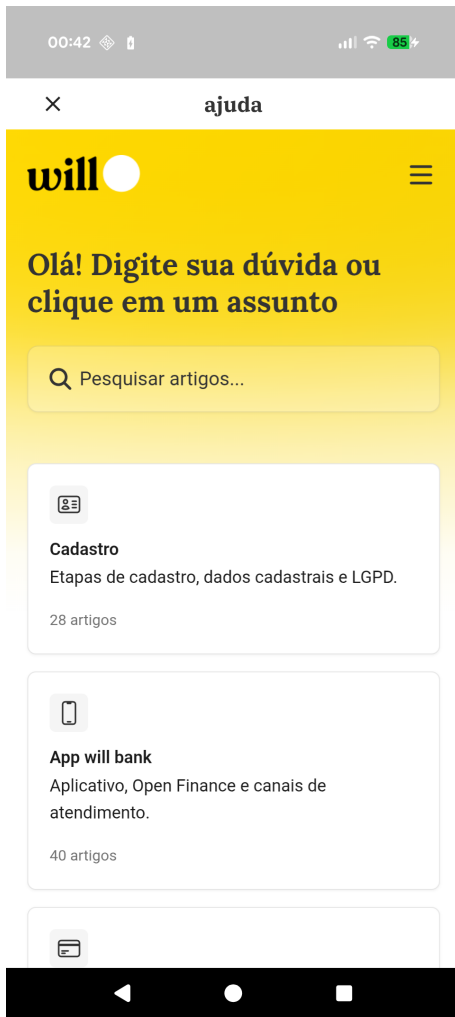 00:42
85
ajuda
will
Olá! Digite sua dúvida ou
clique em um assunto
Pesquisar artigos...
Cadastro
Etapas de cadastro, dados cadastrais e LGPD.
28 artigos
App will bank
Aplicativo, Open Finance e canais de
atendimento.
40 artigos